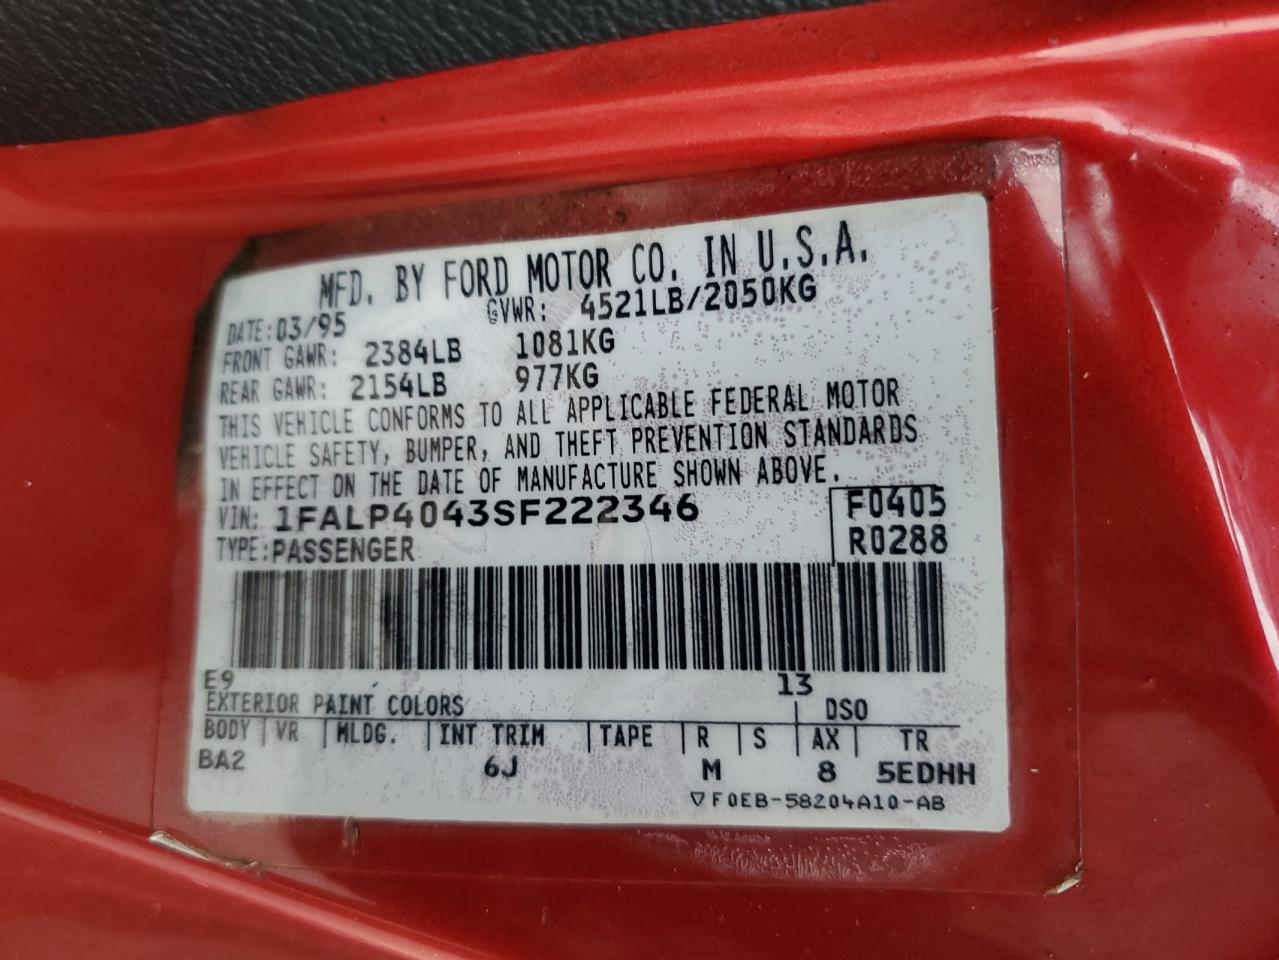 MFD. BY FORD MOTOR CO. IN U.S.A.
DATE: 03/95 GVWR: 4521LB/2050KG
FRONT GAWR: 2384LB 1081KG
REAR GAWR: 2154LB 977KG
THIS VEHICLE CONFORMS TO ALL APPLICABLE FEDERAL MOTOR
VEHICLE SAFETY, BUMPER, AND THEFT PREVENTION STANDARDS
IN EFFECT ON THE DATE OF MANUFACTURE SHOWN ABOVE.
VIN: 1FALP4043SF222346 F0405
TYPE: PASSENGER R0288
E9 13
EXTERIOR PAINT COLORS DSO
BODY VR MLDG. INT TRIM TAPE R S AX TR
BA2 6J M 8 5EDHH
▽F0EB-58204A10-AB